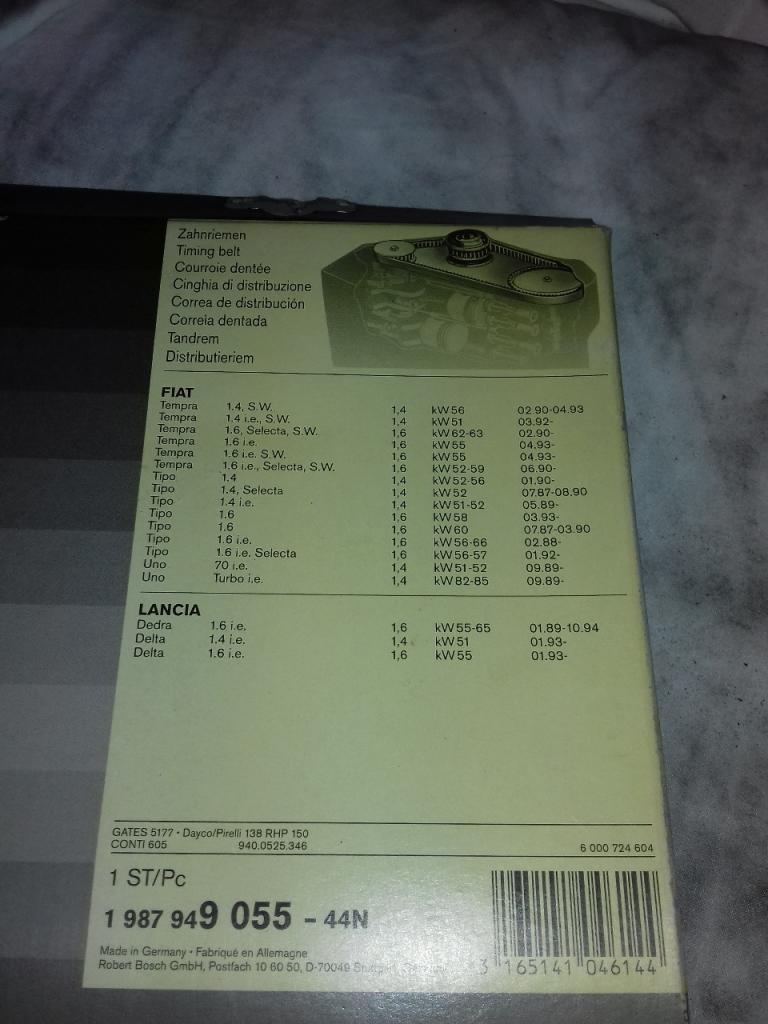 Zahnriemen
Timing belt
Courroie dentée
Cinghia di distribuzione
Correa de distribución
Correia dentada
Tandrem
Distributieriem
FIAT
Tempra 1.4, S.W. 1,4 kW 56 02.90-04.93
Tempra 1.4 i.e., S.W. 1,4 kW 51 03.92-
Tempra 1.6, Selecta, S.W. 1,6 kW 62-63 02.90-
Tempra 1.6 i.e. 1,6 kW 55 04.93-
Tempra 1.6 i.e. S.W. 1,6 kW 55 04.93-
Tempra 1.6 i.e., Selecta, S.W. 1,6 kW 52-59 06.90-
Tipo 1.4 1,4 kW 52-56 01.90-
Tipo 1.4, Selecta 1,4 kW 52 07.87-08.90
Tipo 1.4 i.e. 1,4 kW 51-52 05.89-
Tipo 1.6 1,6 kW 58 03.93-
Tipo 1.6 1,6 kW 60 07.87-03.90
Tipo 1.6 i.e. 1,6 kW 56-66 02.88-
Tipo 1.6 i.e. Selecta 1,6 kW 56-57 01.92-
Uno 70 i.e. 1,4 kW 51-52 09.89-
Uno Turbo i.e. 1,4 kW 82-85 09.89-
LANCIA
Dedra 1.6 i.e. 1,6 kW 55-65 01.89-10.94
Delta 1.4 i.e. 1,4 kW 51 01.93-
Delta 1.6 i.e. 1,6 kW 55 01.93-
GATES 5177 • Dayco/Pirelli 138 RHP 150
CONTI 605 940.0525.346 6 000 724 604
1 ST/Pc
1 987 949 055 - 44N
Made in Germany • Fabriqué en Allemagne
Robert Bosch GmbH, Postfach 10 60 50, D-70049 Stuttgart
3 165141 046144